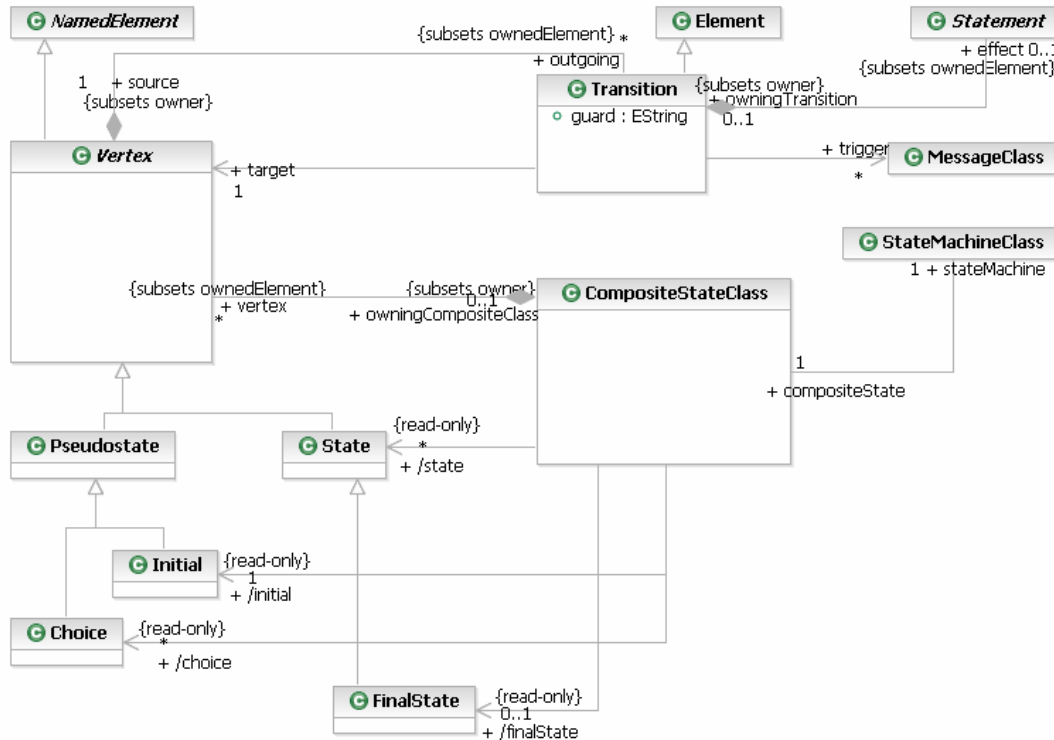 NamedElement
Element
Statement
{subsets ownedElement} *
+ outgoing
+ effect 0..1
{subsets ownedElement}
1 + source
{subsets owner}
Transition
guard : EString
{subsets owner}
+ owningTransition
0..1
Vertex
+ target
1
+ trigger
*
MessageClass
StateMachineClass
1 + stateMachine
{subsets ownedElement}
+ vertex
*
{subsets owner}
0..1
+ owningCompositeClass
CompositeStateClass
1
+ compositeState
Pseudostate
State
{read-only}
*
+ /state
Initial
{read-only}
1
+ /initial
Choice
{read-only}
*
+ /choice
FinalState
{read-only}
0..1
+ /finalState